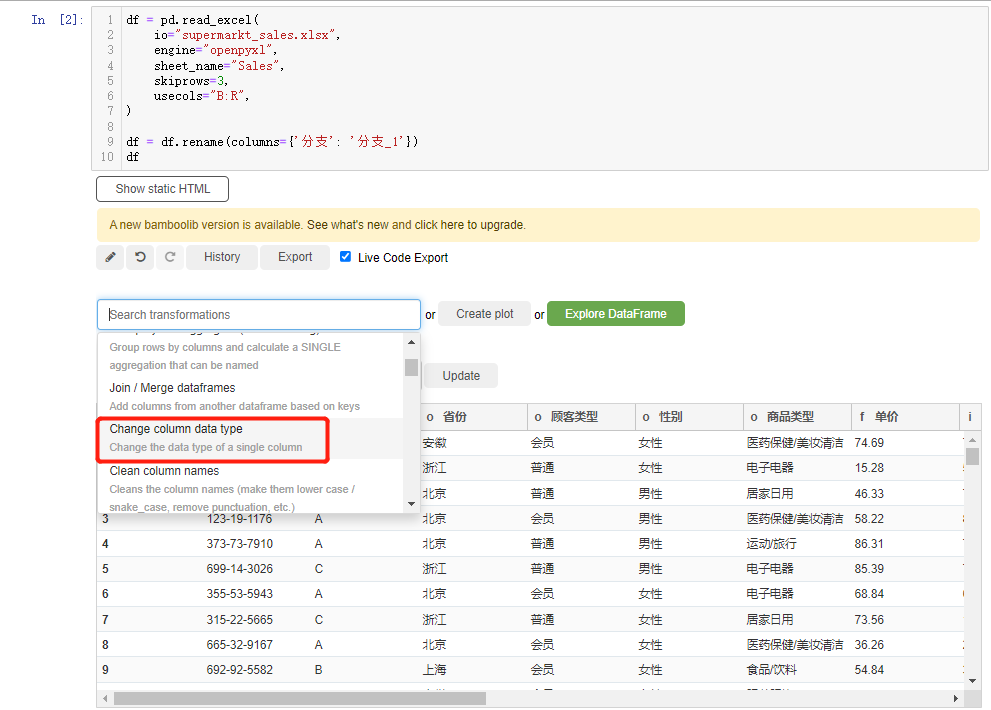 In [2]:
1 df = pd.read_excel(
2 io="supermarkt_sales.xlsx",
3 engine="openpyxl",
4 sheet_name="Sales",
5 skiprows=3,
6 usecols="B:R",
7 )
8
9 df = df.rename(columns={'分支': '分支_1'})
10 df
Show static HTML
A new bamboolib version is available. See what's new and click here to upgrade.
History Export Live Code Export
Search transformations or Create plot or Explore DataFrame
Group rows by columns and calculate a SINGLE
aggregation that can be named
Update
Join / Merge dataframes
Add columns from another dataframe based on keys
Change column data type
Change the data type of a single column
Clean column names
Cleans the column names (make them lower case /
snake_case, remove punctuation, etc.)
o 省份 o 顾客类型 o 性别 o 商品类型 f 单价 i
安徽 会员 女性 医药保健/美妆清洁 74.69
浙江 普通 女性 电子电器 15.28
北京 普通 男性 居家日用 46.33
3 123-19-1176 A 北京 会员 男性 医药保健/美妆清洁 58.22
4 373-73-7910 A 北京 普通 男性 运动/旅行 86.31
5 699-14-3026 C 浙江 普通 男性 电子电器 85.39
6 355-53-5943 A 北京 会员 女性 电子电器 68.84
7 315-22-5665 C 浙江 普通 女性 居家日用 73.56
8 665-32-9167 A 北京 会员 女性 医药保健/美妆清洁 36.26
9 692-92-5582 B 上海 会员 女性 食品/饮料 54.84